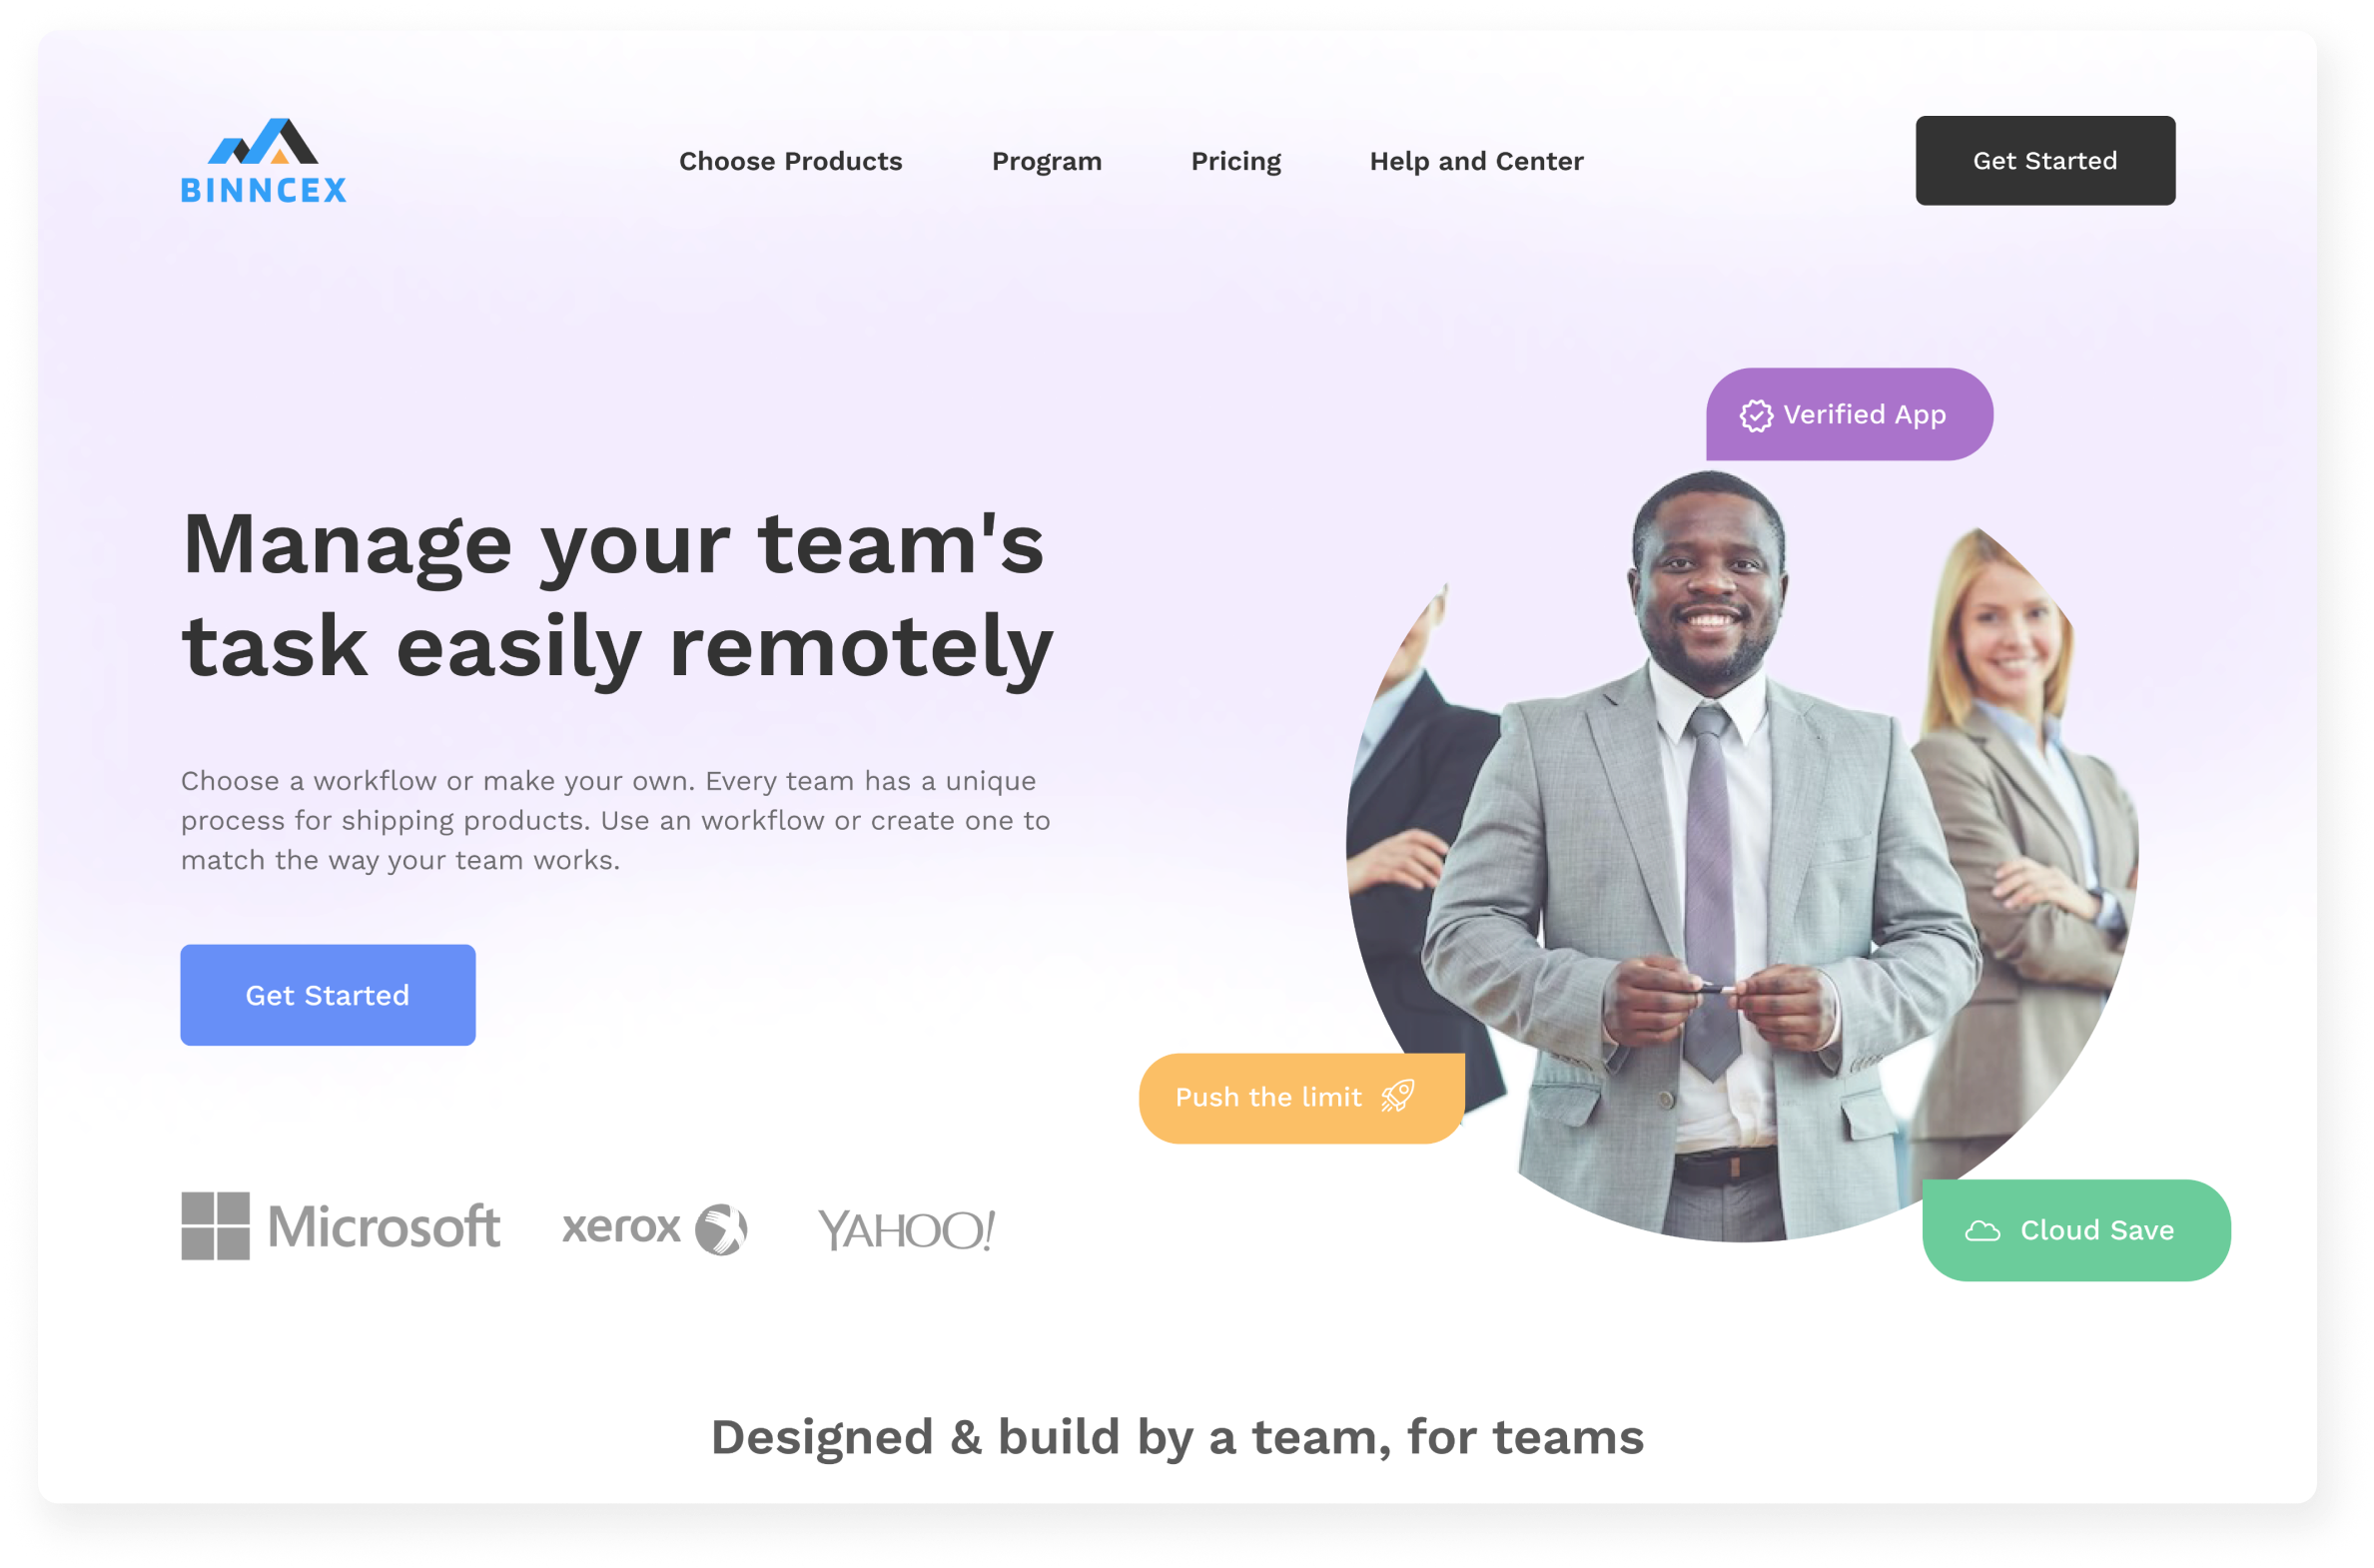 BINNCEX
Choose Products
Program
Pricing
Help and Center
Get Started
Verified App
Manage your team's
task easily remotely
Choose a workflow or make your own. Every team has a unique
process for shipping products. Use an workflow or create one to
match the way your team works.
Get Started
Push the limit
Microsoft
xerox
YAHOO!
Cloud Save
Designed & build by a team, for teams